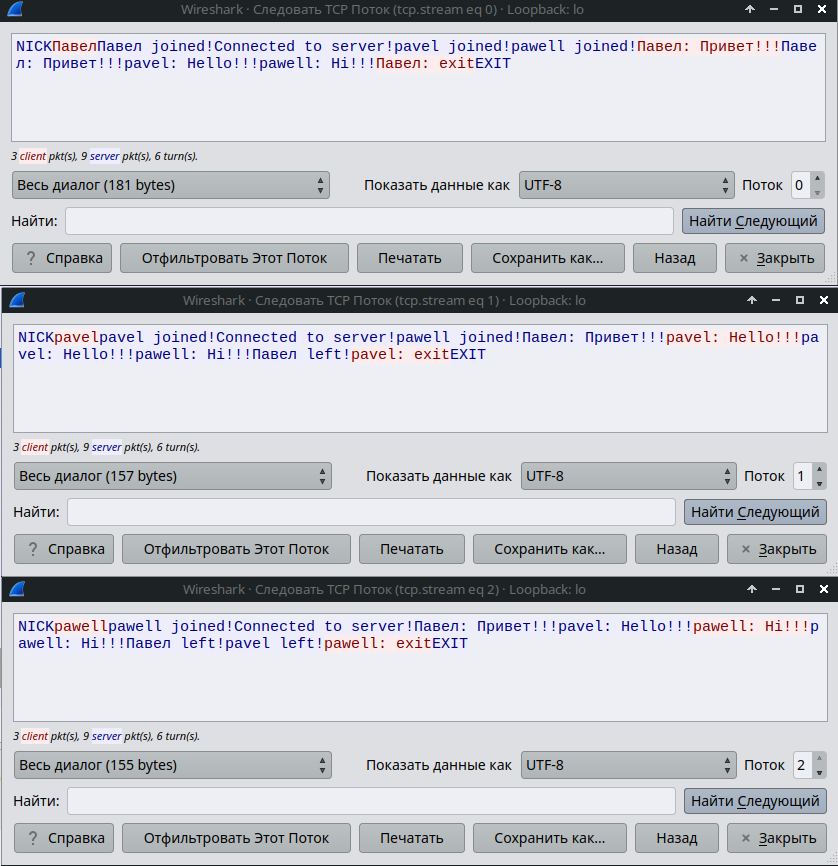 Wireshark · Следовать TCP Поток (tcp.stream eq 0) · Loopback: lo
NICKПавелПавел joined!Connected to server!pavel joined!pawell joined!Павел: Привет!!!Паве
л: Привет!!!pavel: Hello!!!pawell: Hi!!!Павел: exitEXIT
3 client pkt(s), 9 server pkt(s), 6 turn(s).
Весь диалог (181 bytes) Показать данные как UTF-8 Поток 0
Найти: Найти Следующий
? Справка Отфильтровать Этот Поток Печатать Сохранить как... Назад × Закрыть
Wireshark · Следовать TCP Поток (tcp.stream eq 1) · Loopback: lo
NICKpavelpavel joined!Connected to server!pawell joined!Павел: Привет!!!pavel: Hello!!!pa
vel: Hello!!!pawell: Hi!!!Павел left!pavel: exitEXIT
3 client pkt(s), 9 server pkt(s), 6 turn(s).
Весь диалог (157 bytes) Показать данные как UTF-8 Поток 1
Найти: Найти Следующий
? Справка Отфильтровать Этот Поток Печатать Сохранить как... Назад × Закрыть
Wireshark · Следовать TCP Поток (tcp.stream eq 2) · Loopback: lo
NICKpawellpawell joined!Connected to server!Павел: Привет!!!pavel: Hello!!!pawell: Hi!!!p
awell: Hi!!!Павел left!pavel left!pawell: exitEXIT
3 client pkt(s), 9 server pkt(s), 6 turn(s).
Весь диалог (155 bytes) Показать данные как UTF-8 Поток 2
Найти: Найти Следующий
? Справка Отфильтровать Этот Поток Печатать Сохранить как... Назад × Закрыть